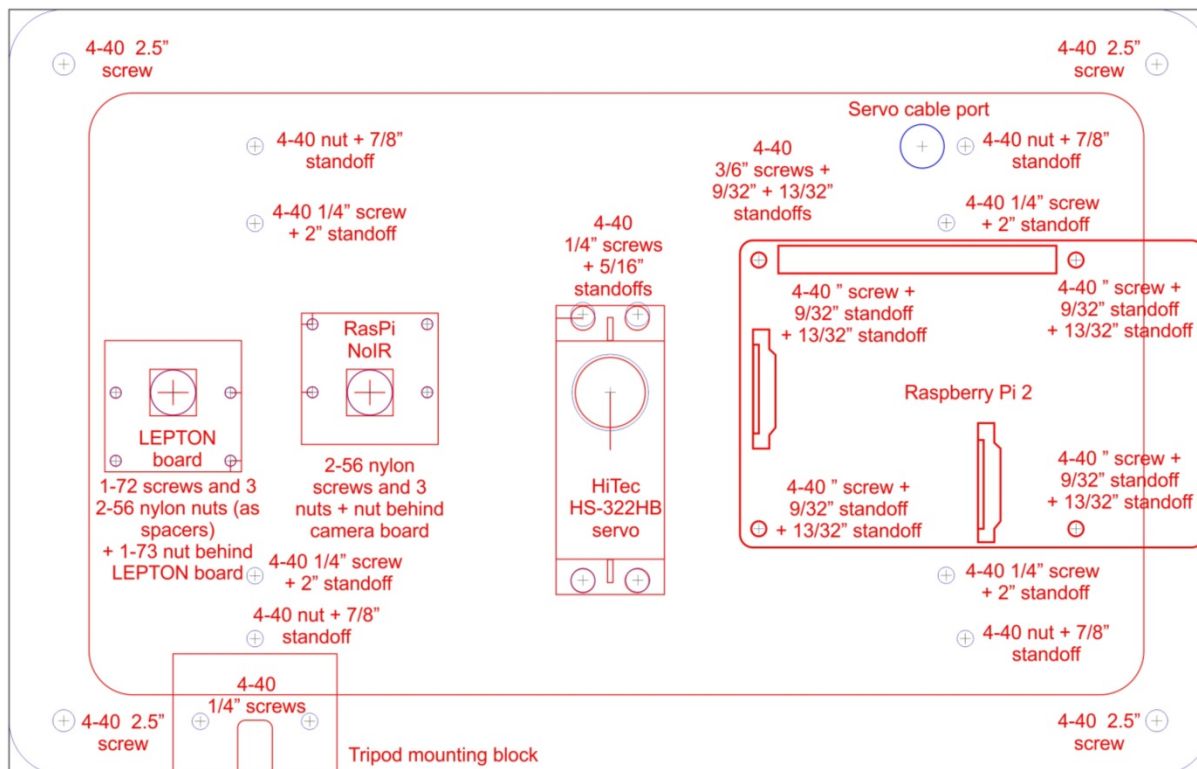 4-40  2.5”
screw
4-40  2.5”
screw
Servo cable port
4-40 nut + 7/8”
standoff
4-40
3/6” screws +
9/32” + 13/32”
standoffs
4-40 nut + 7/8”
standoff
4-40 1/4” screw
+ 2” standoff
4-40
1/4” screws
+ 5/16”
standoffs
4-40 1/4” screw
+ 2” standoff
4-40 ” screw +
9/32” standoff
+ 13/32” standoff
4-40 ” screw +
9/32” standoff
+ 13/32” standoff
RasPi
NoIR
LEPTON
board
Raspberry Pi 2
1-72 screws and 3
2-56 nylon nuts (as
spacers)
+ 1-73 nut behind
LEPTON board
2-56 nylon
screws and 3
nuts + nut behind
camera board
HiTec
HS-322HB
servo
4-40 ” screw +
9/32” standoff
+ 13/32” standoff
4-40 ” screw +
9/32” standoff
+ 13/32” standoff
4-40 1/4” screw
+ 2” standoff
4-40 1/4” screw
+ 2” standoff
4-40 nut + 7/8”
standoff
4-40 nut + 7/8”
standoff
4-40
1/4” screws
4-40  2.5”
screw
Tripod mounting block
4-40  2.5”
screw